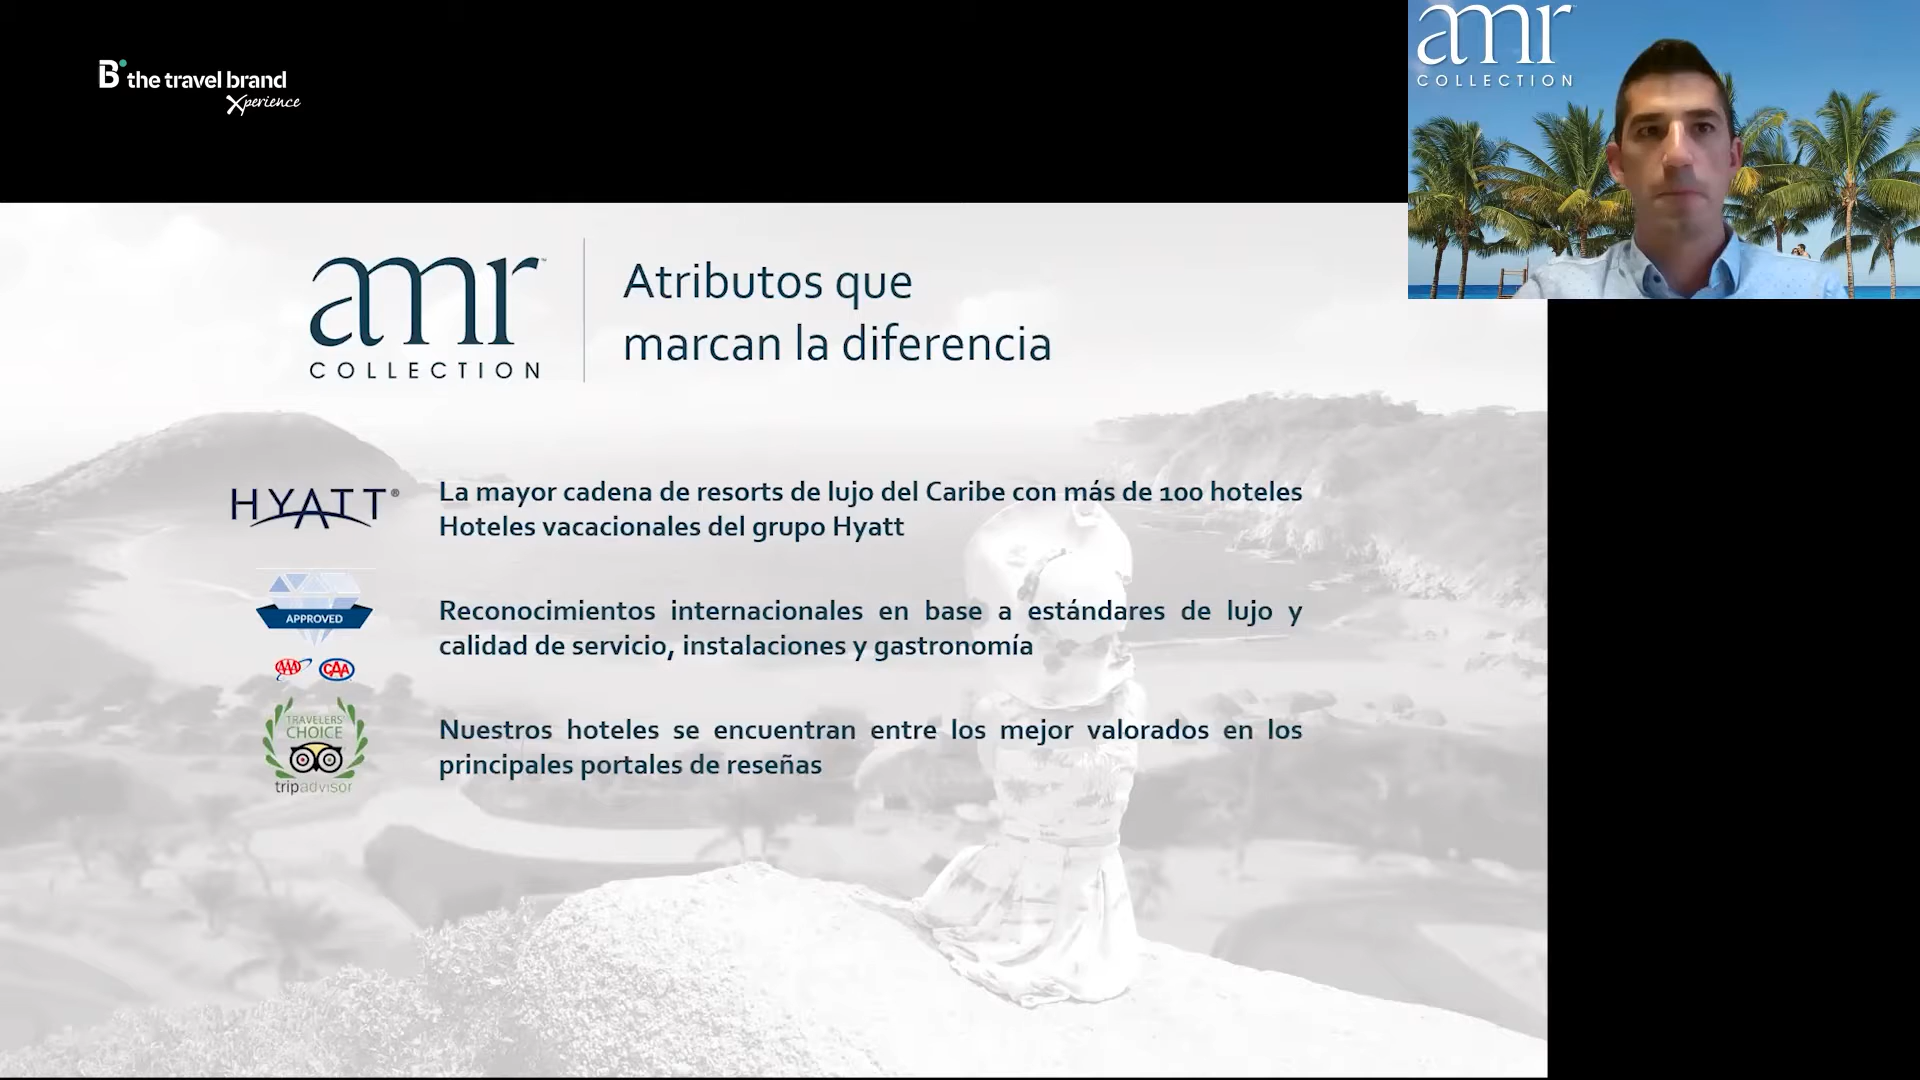 B the travel brand
Xperience
amr
COLLECTION
amr™
COLLECTION
Atributos que
marcan la diferencia
HYATT®
La mayor cadena de resorts de lujo del Caribe con más de 100 hoteles
Hoteles vacacionales del grupo Hyatt
APPROVED
AAA CAA
Reconocimientos internacionales en base a estándares de lujo y
calidad de servicio, instalaciones y gastronomía
TRAVELERS'
CHOICE
tripadvisor
Nuestros hoteles se encuentran entre los mejor valorados en los
principales portales de reseñas